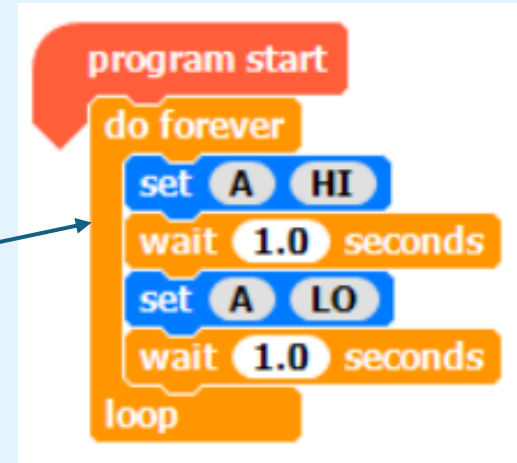 program start
do forever
set A HI
wait 1.0 seconds
set A LO
wait 1.0 seconds
loop